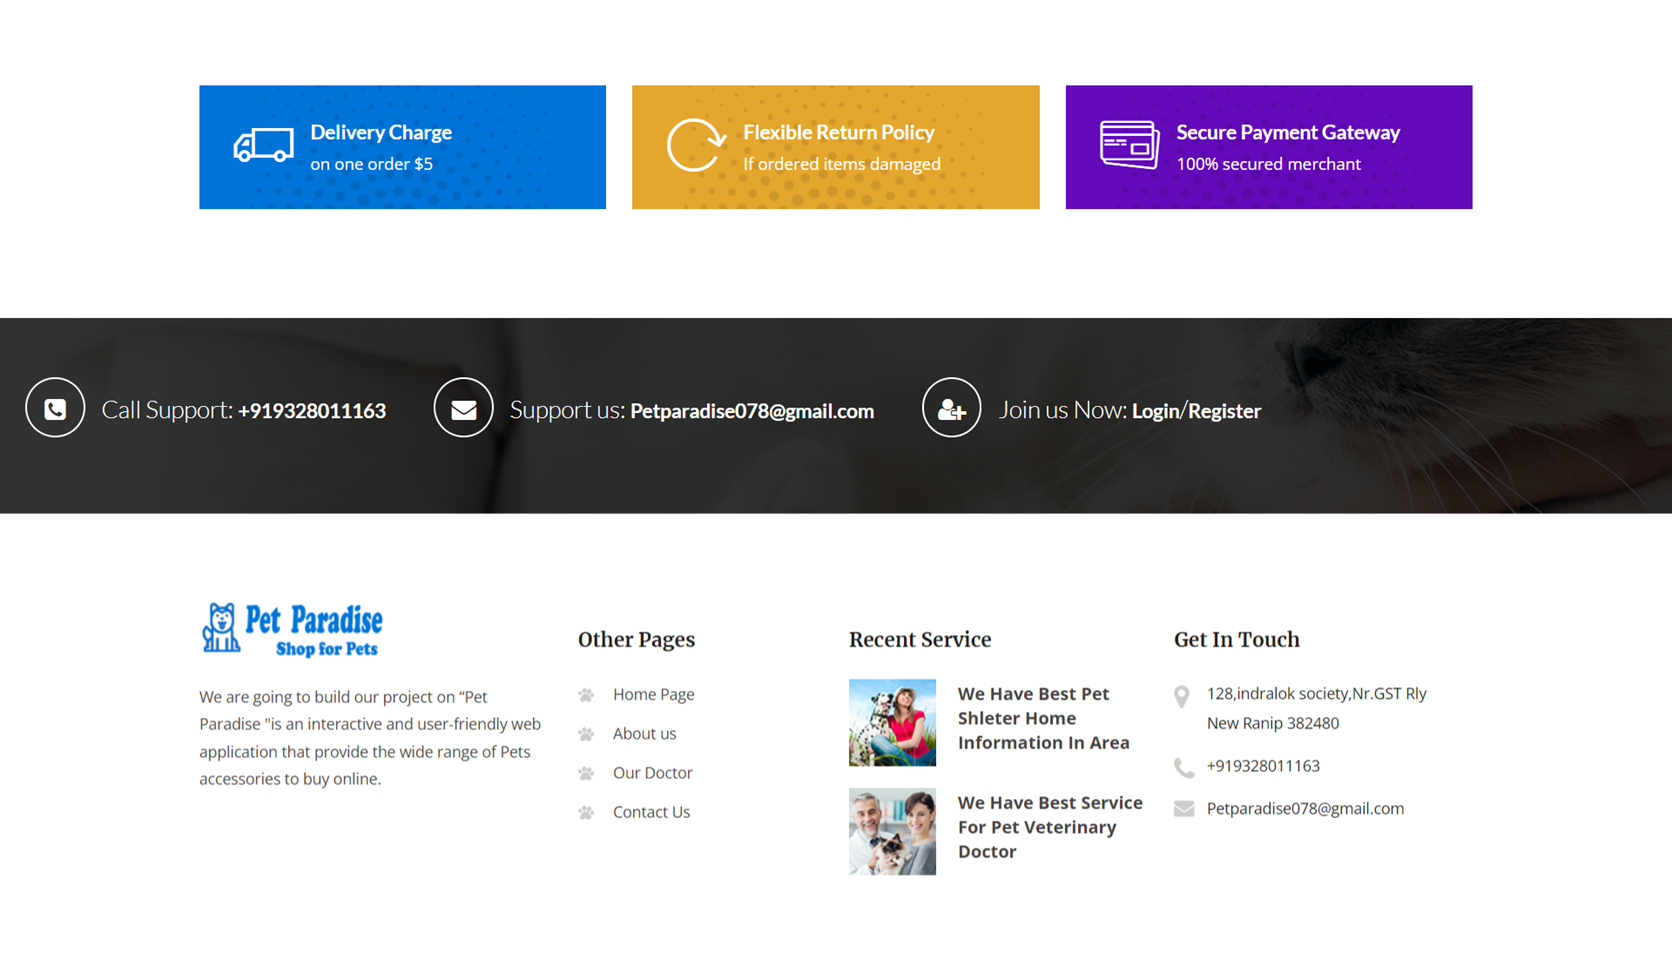 Delivery Charge
on one order $5
Flexible Return Policy
If ordered items damaged
Secure Payment Gateway
100% secured merchant
Call Support: +919328011163
Support us: Petparadise078@gmail.com
Join us Now: Login/Register
Pet Paradise
Shop for Pets
We are going to build our project on “Pet
Paradise "is an interactive and user-friendly web
application that provide the wide range of Pets
accessories to buy online.
Other Pages
Home Page
About us
Our Doctor
Contact Us
Recent Service
We Have Best Pet
Shleter Home
Information In Area
We Have Best Service
For Pet Veterinary
Doctor
Get In Touch
128,indralok society,Nr.GST Rly
New Ranip 382480
+919328011163
Petparadise078@gmail.com